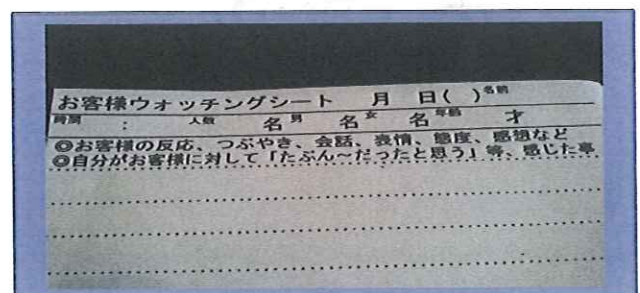 お客様ウォッチングシート 月 日( )名前
時間 : 人数 名男 名女 名年齢 才
◎お客様の反応、つぶやき、会話、表情、態度、感想など
◎自分がお客様に対して「たぶん〜だったと思う」等、感じた事